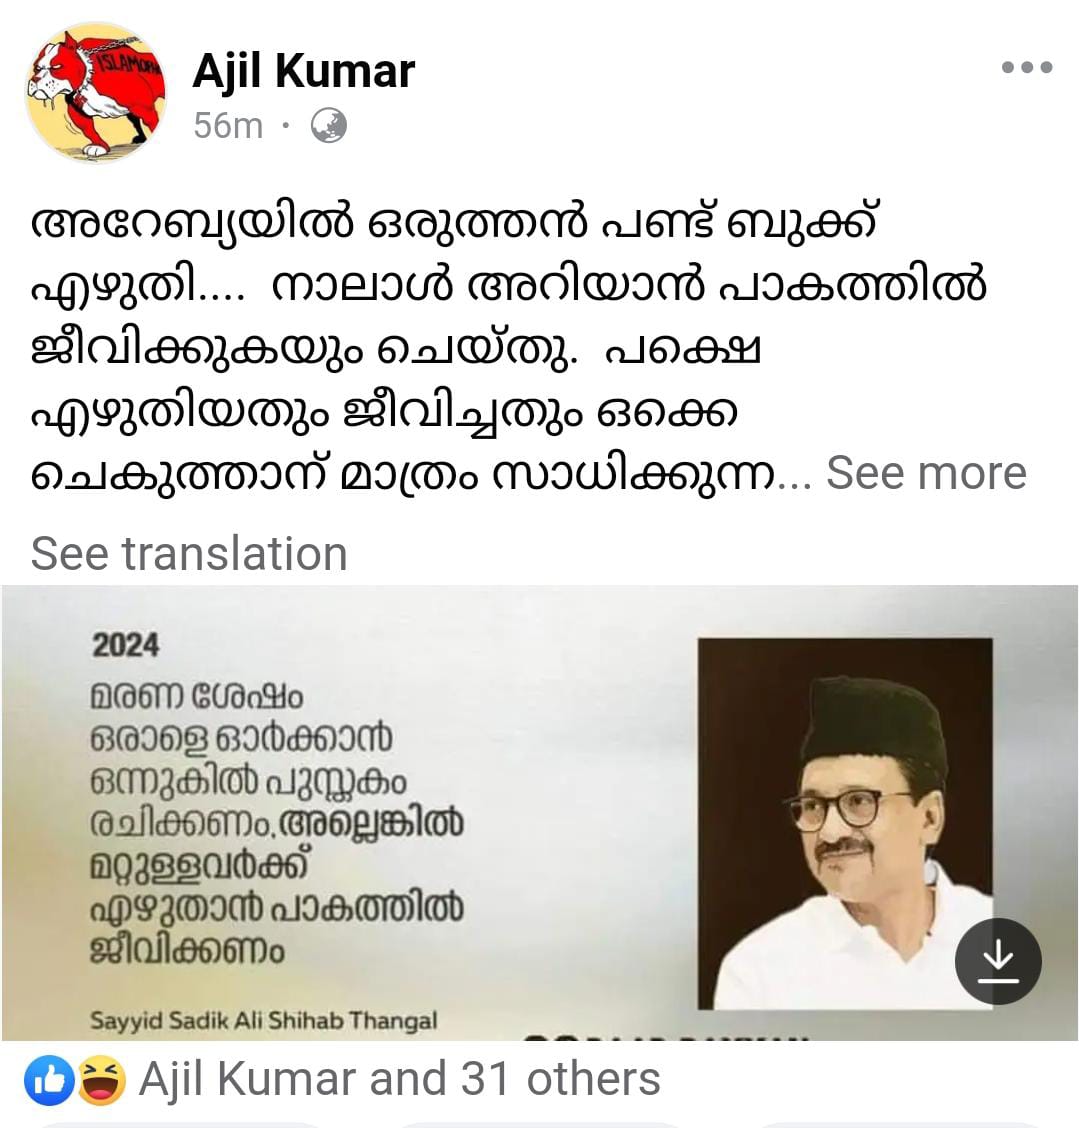 ISLAMOPH
Ajil Kumar
56m ·
അറേബ്യയിൽ ഒരുത്തൻ പണ്ട് ബുക്ക്
എഴുതി.... നാലാൾ അറിയാൻ പാകത്തിൽ
ജീവിക്കുകയും ചെയ്തു. പക്ഷെ
എഴുതിയതും ജീവിച്ചതും ഒക്കെ
ചെകുത്താന് മാത്രം സാധിക്കുന്ന... See more
See translation
2024
മരണ ശേഷം
ഒരാളെ ഓർക്കാൻ
ഒന്നുകിൽ പുസ്തകം
രചിക്കണം.അല്ലെങ്കിൽ
മറ്റുള്ളവർക്ക്
എഴുതാൻ പാകത്തിൽ
ജീവിക്കണം
Sayyid Sadik Ali Shihab Thangal
Ajil Kumar and 31 others